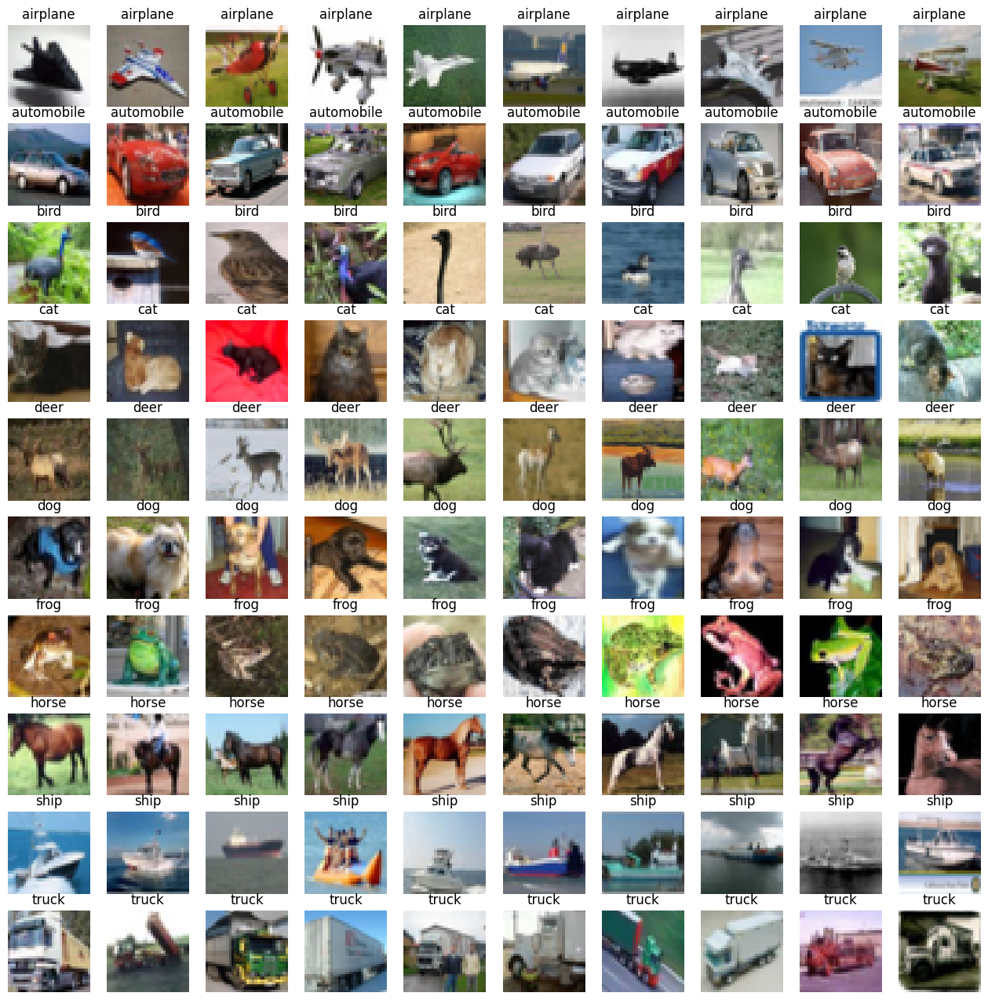 airplane airplane airplane airplane airplane airplane airplane airplane airplane airplane
automobile automobile automobile automobile automobile automobile automobile automobile automobile automobile
bird bird bird bird bird bird bird bird bird bird
cat cat cat cat cat cat cat cat cat cat
deer deer deer deer deer deer deer deer deer deer
dog dog dog dog dog dog dog dog dog dog
frog frog frog frog frog frog frog frog frog frog
horse horse horse horse horse horse horse horse horse horse
ship ship ship ship ship ship ship ship ship ship
truck truck truck truck truck truck truck truck truck truck